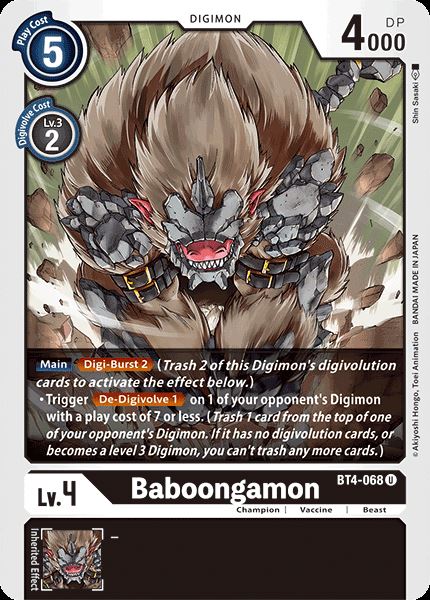 Play Cost
5
DIGIMON
DP
4000
Digivolve Cost
Lv.3
2
Shin Sasaki
Main Digi-Burst 2 (Trash 2 of this Digimon's digivolution
cards to activate the effect below.)
•Trigger De-Digivolve 1 on 1 of your opponent's Digimon
with a play cost of 7 or less. (Trash 1 card from the top of
one of your opponent's Digimon. If it has no digivolution cards, or
becomes a level 3 Digimon, you can't trash any more cards.)
©Akiyoshi Hongo, Toei Animation BANDAI MADE IN JAPAN
Lv.4
Baboongamon
BT4-068 U
Champion | Vaccine | Beast
Inherited Effect
–